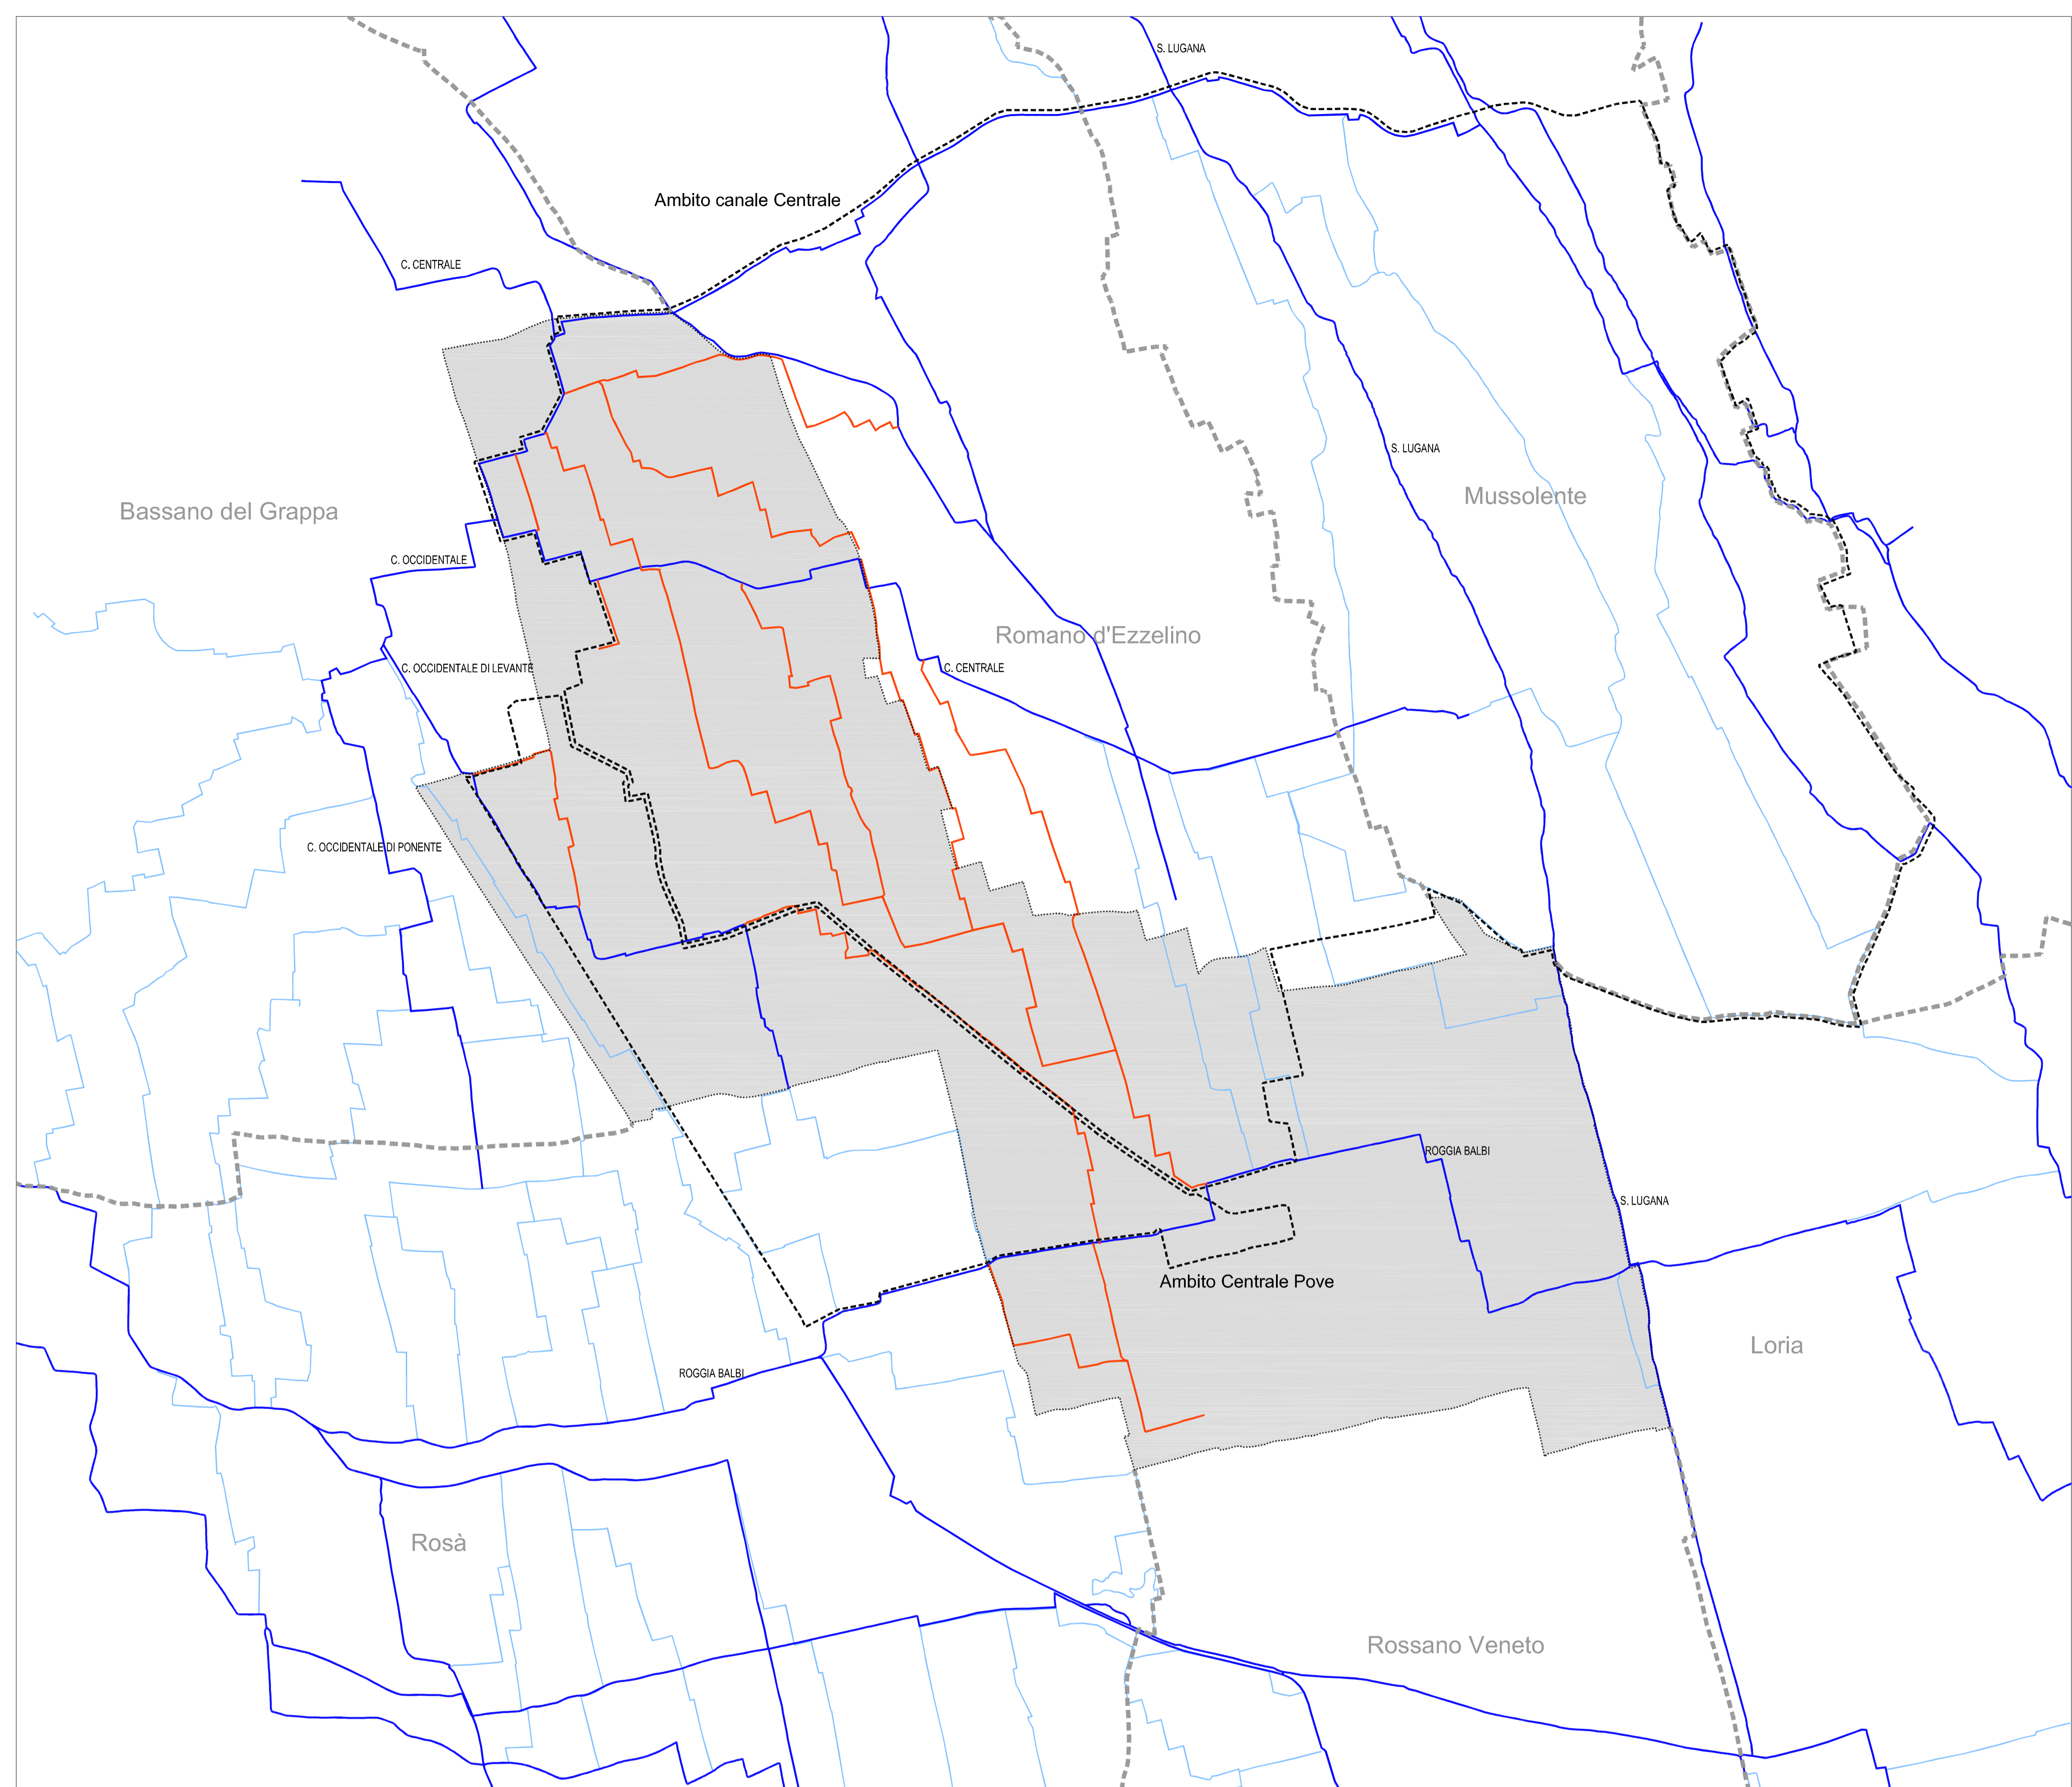 S. LUGANA
Ambito canale Centrale
C. CENTRALE
S. LUGANA
Mussolente
Bassano del Grappa
C. OCCIDENTALE
Romano d'Ezzelino
C. OCCIDENTALE DI LEVANTE
C. CENTRALE
C. OCCIDENTALE DI PONENTE
ROGGIA BALBI
S. LUGANA
Ambito Centrale Pove
Loria
ROGGIA BALBI
Rosà
Rossano Veneto